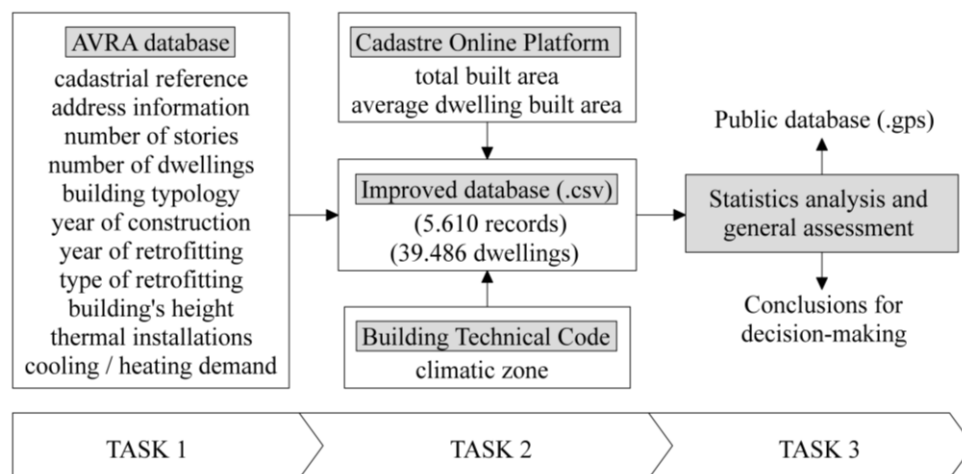 AVRA database
cadastrial reference
address information
number of stories
number of dwellings
building typology
year of construction
year of retrofitting
type of retrofitting
building's height
thermal installations
cooling / heating demand
Cadastre Online Platform
total built area
average dwelling built area
Improved database (.csv)
(5.610 records)
(39.486 dwellings)
Building Technical Code
climatic zone
Public database (.gps)
Statistics analysis and
general assessment
Conclusions for
decision-making
TASK 1
TASK 2
TASK 3